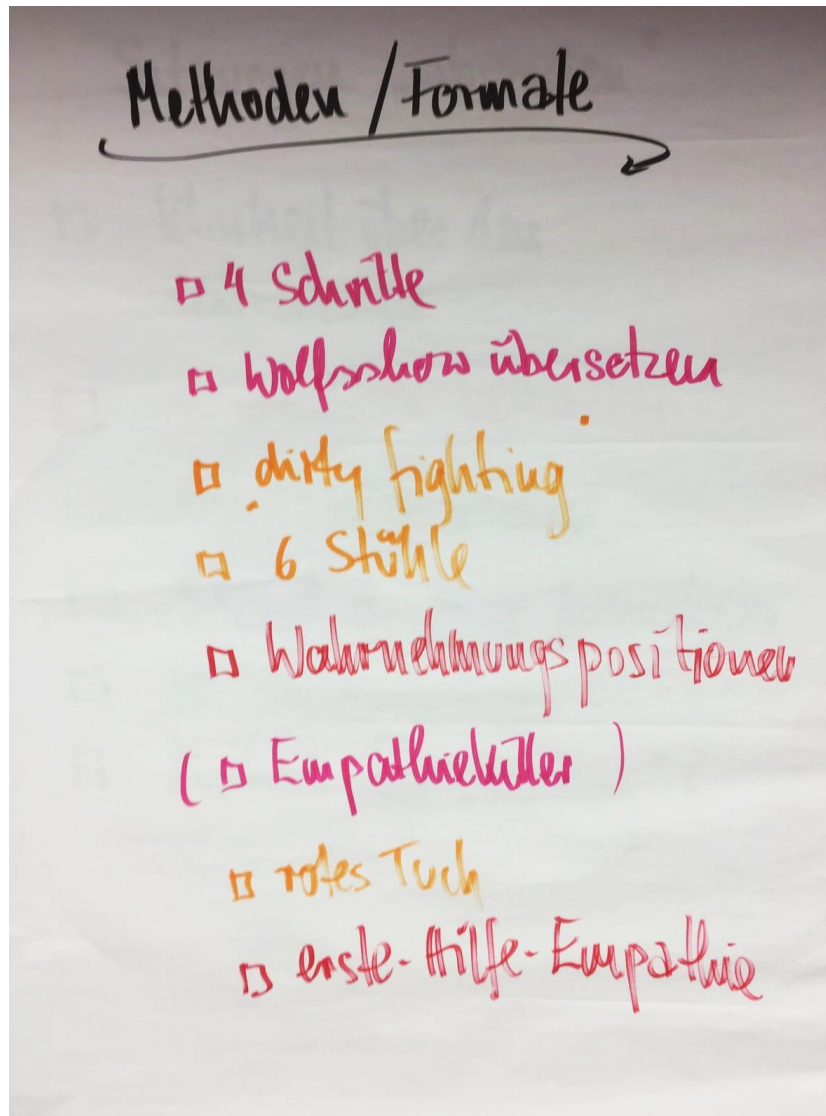 Methoden / Formate
4 Schritte
Wolfsshow übersetzen
dirty fighting
6 Stühle
Wahrnehmungspositionen
( Empathiekiller )
rotes Tuch
erste-Hilfe-Empathie